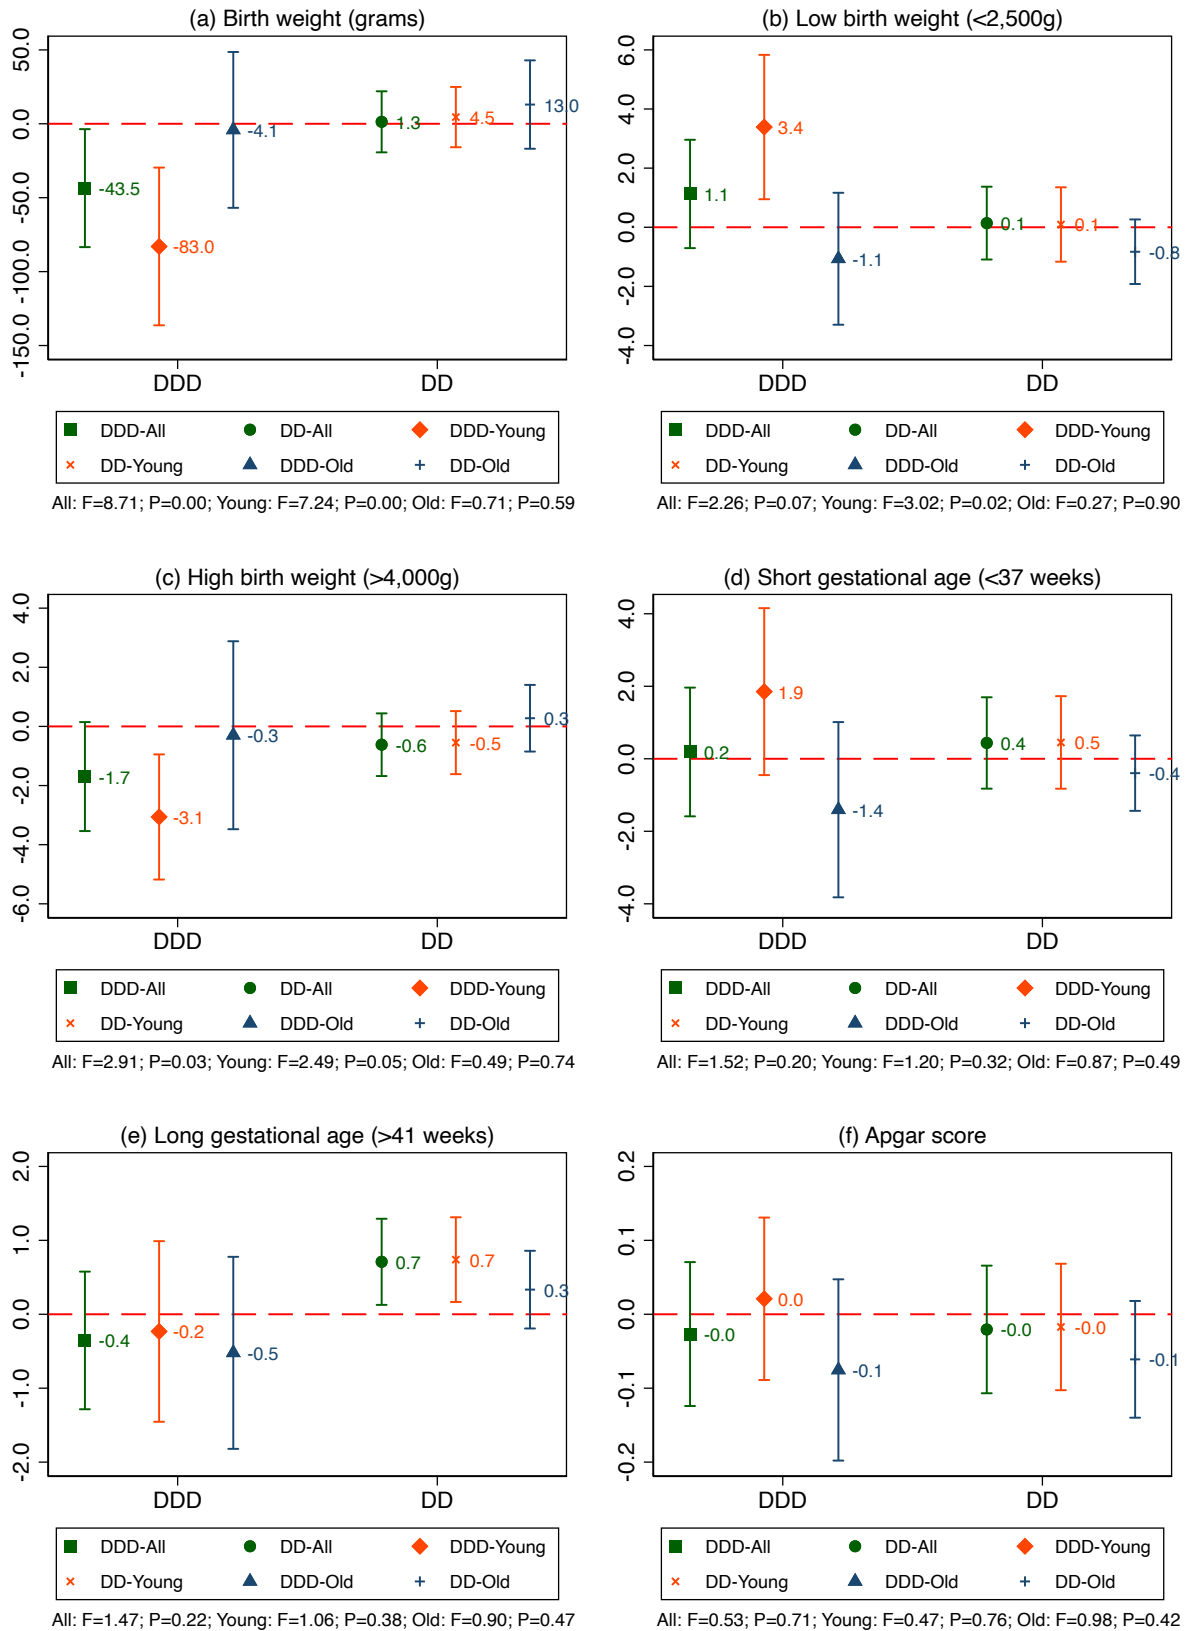 (a) Birth weight (grams)
50.0
0.0
-50.0
-100.0
-150.0
-43.5
-83.0
-4.1
1.3
4.5
13.0
DDD DD
DDD-All DD-All DDD-Young
DD-Young DDD-Old DD-Old
All: F=8.71; P=0.00; Young: F=7.24; P=0.00; Old: F=0.71; P=0.59
(b) Low birth weight (<2,500g)
6.0
4.0
2.0
0.0
-2.0
-4.0
1.1
3.4
-1.1
0.1
0.1
-0.8
DDD DD
DDD-All DD-All DDD-Young
DD-Young DDD-Old DD-Old
All: F=2.26; P=0.07; Young: F=3.02; P=0.02; Old: F=0.27; P=0.90
(c) High birth weight (>4,000g)
4.0
2.0
0.0
-2.0
-4.0
-6.0
-1.7
-3.1
-0.3
-0.6
-0.5
0.3
DDD DD
DDD-All DD-All DDD-Young
DD-Young DDD-Old DD-Old
All: F=2.91; P=0.03; Young: F=2.49; P=0.05; Old: F=0.49; P=0.74
(d) Short gestational age (<37 weeks)
4.0
2.0
0.0
-2.0
-4.0
0.2
1.9
-1.4
0.4
0.5
-0.4
DDD DD
DDD-All DD-All DDD-Young
DD-Young DDD-Old DD-Old
All: F=1.52; P=0.20; Young: F=1.20; P=0.32; Old: F=0.87; P=0.49
(e) Long gestational age (>41 weeks)
2.0
1.0
0.0
-1.0
-2.0
-0.4
-0.2
-0.5
0.7
0.7
0.3
DDD DD
DDD-All DD-All DDD-Young
DD-Young DDD-Old DD-Old
All: F=1.47; P=0.22; Young: F=1.06; P=0.38; Old: F=0.90; P=0.47
(f) Apgar score
0.2
0.1
0.0
-0.1
-0.2
-0.0
0.0
-0.1
-0.0
-0.0
-0.1
DDD DD
DDD-All DD-All DDD-Young
DD-Young DDD-Old DD-Old
All: F=0.53; P=0.71; Young: F=0.47; P=0.76; Old: F=0.98; P=0.42